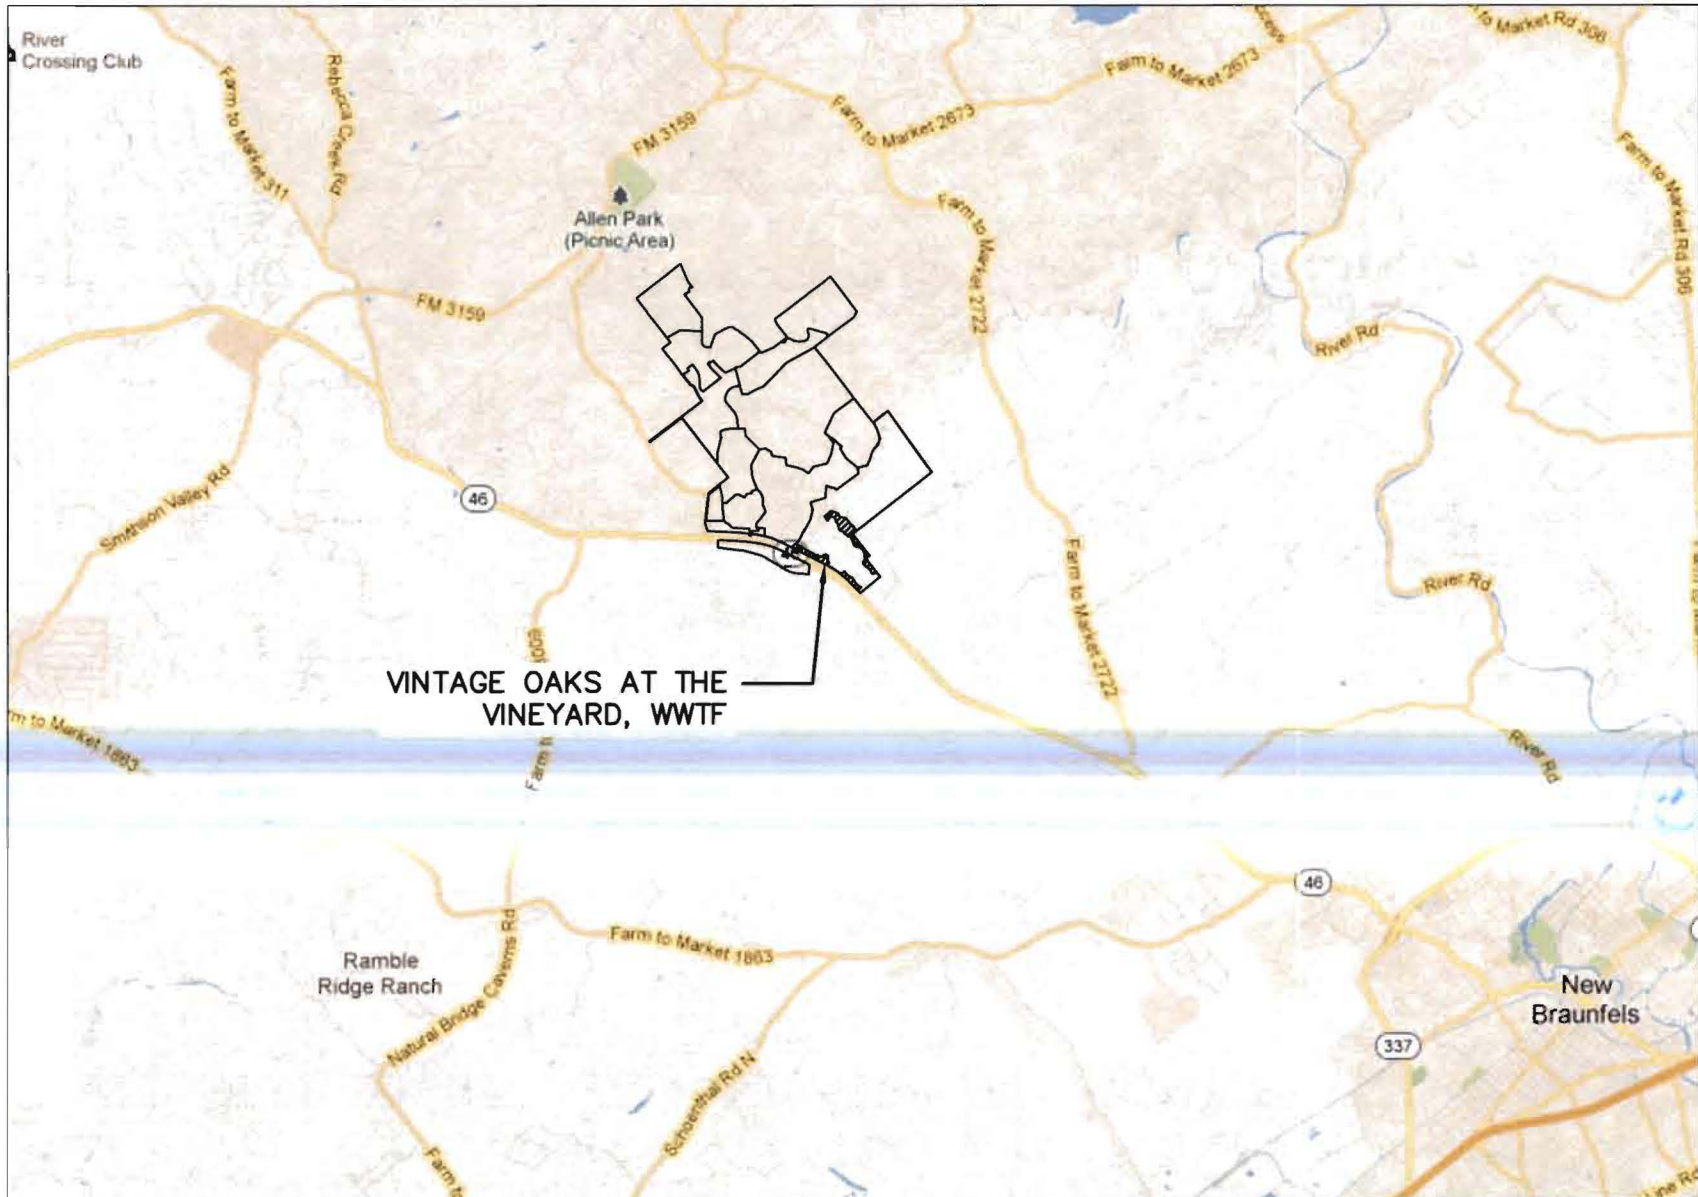 River
Crossing Club
Farm to Market 311
Rebecca Creek Rd
FM 3159
Allen Park
(Picnic Area)
Farm to Market 2673
Farm to Market 2673
Farm to Market 2722
to Market Rd 306
Farm to Market Rd 306
FM 3159
River Rd
46
Smithson Valley Rd
Farm to Market 2722
River Rd
VINTAGE OAKS AT THE
VINEYARD, WWTF
to Market 1863
River Rd
46
Farm to Market 1863
Ramble
Ridge Ranch
Natural Bridge Caverns Rd
Schoenthal Rd N
New
Braunfels
337
Farm
Line Rd